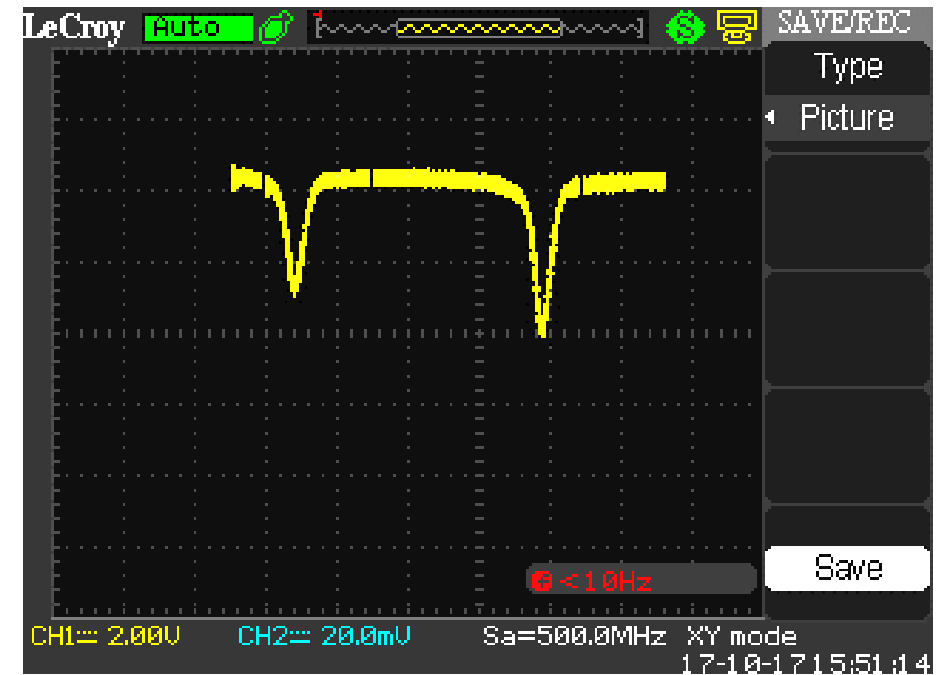 LeCroy Auto S SAVE/REC
Type
Picture
<10Hz
Save
CH1 2.00V CH2 20.0mV Sa=500.0MHz XY mode
17-10-17 15:51:14